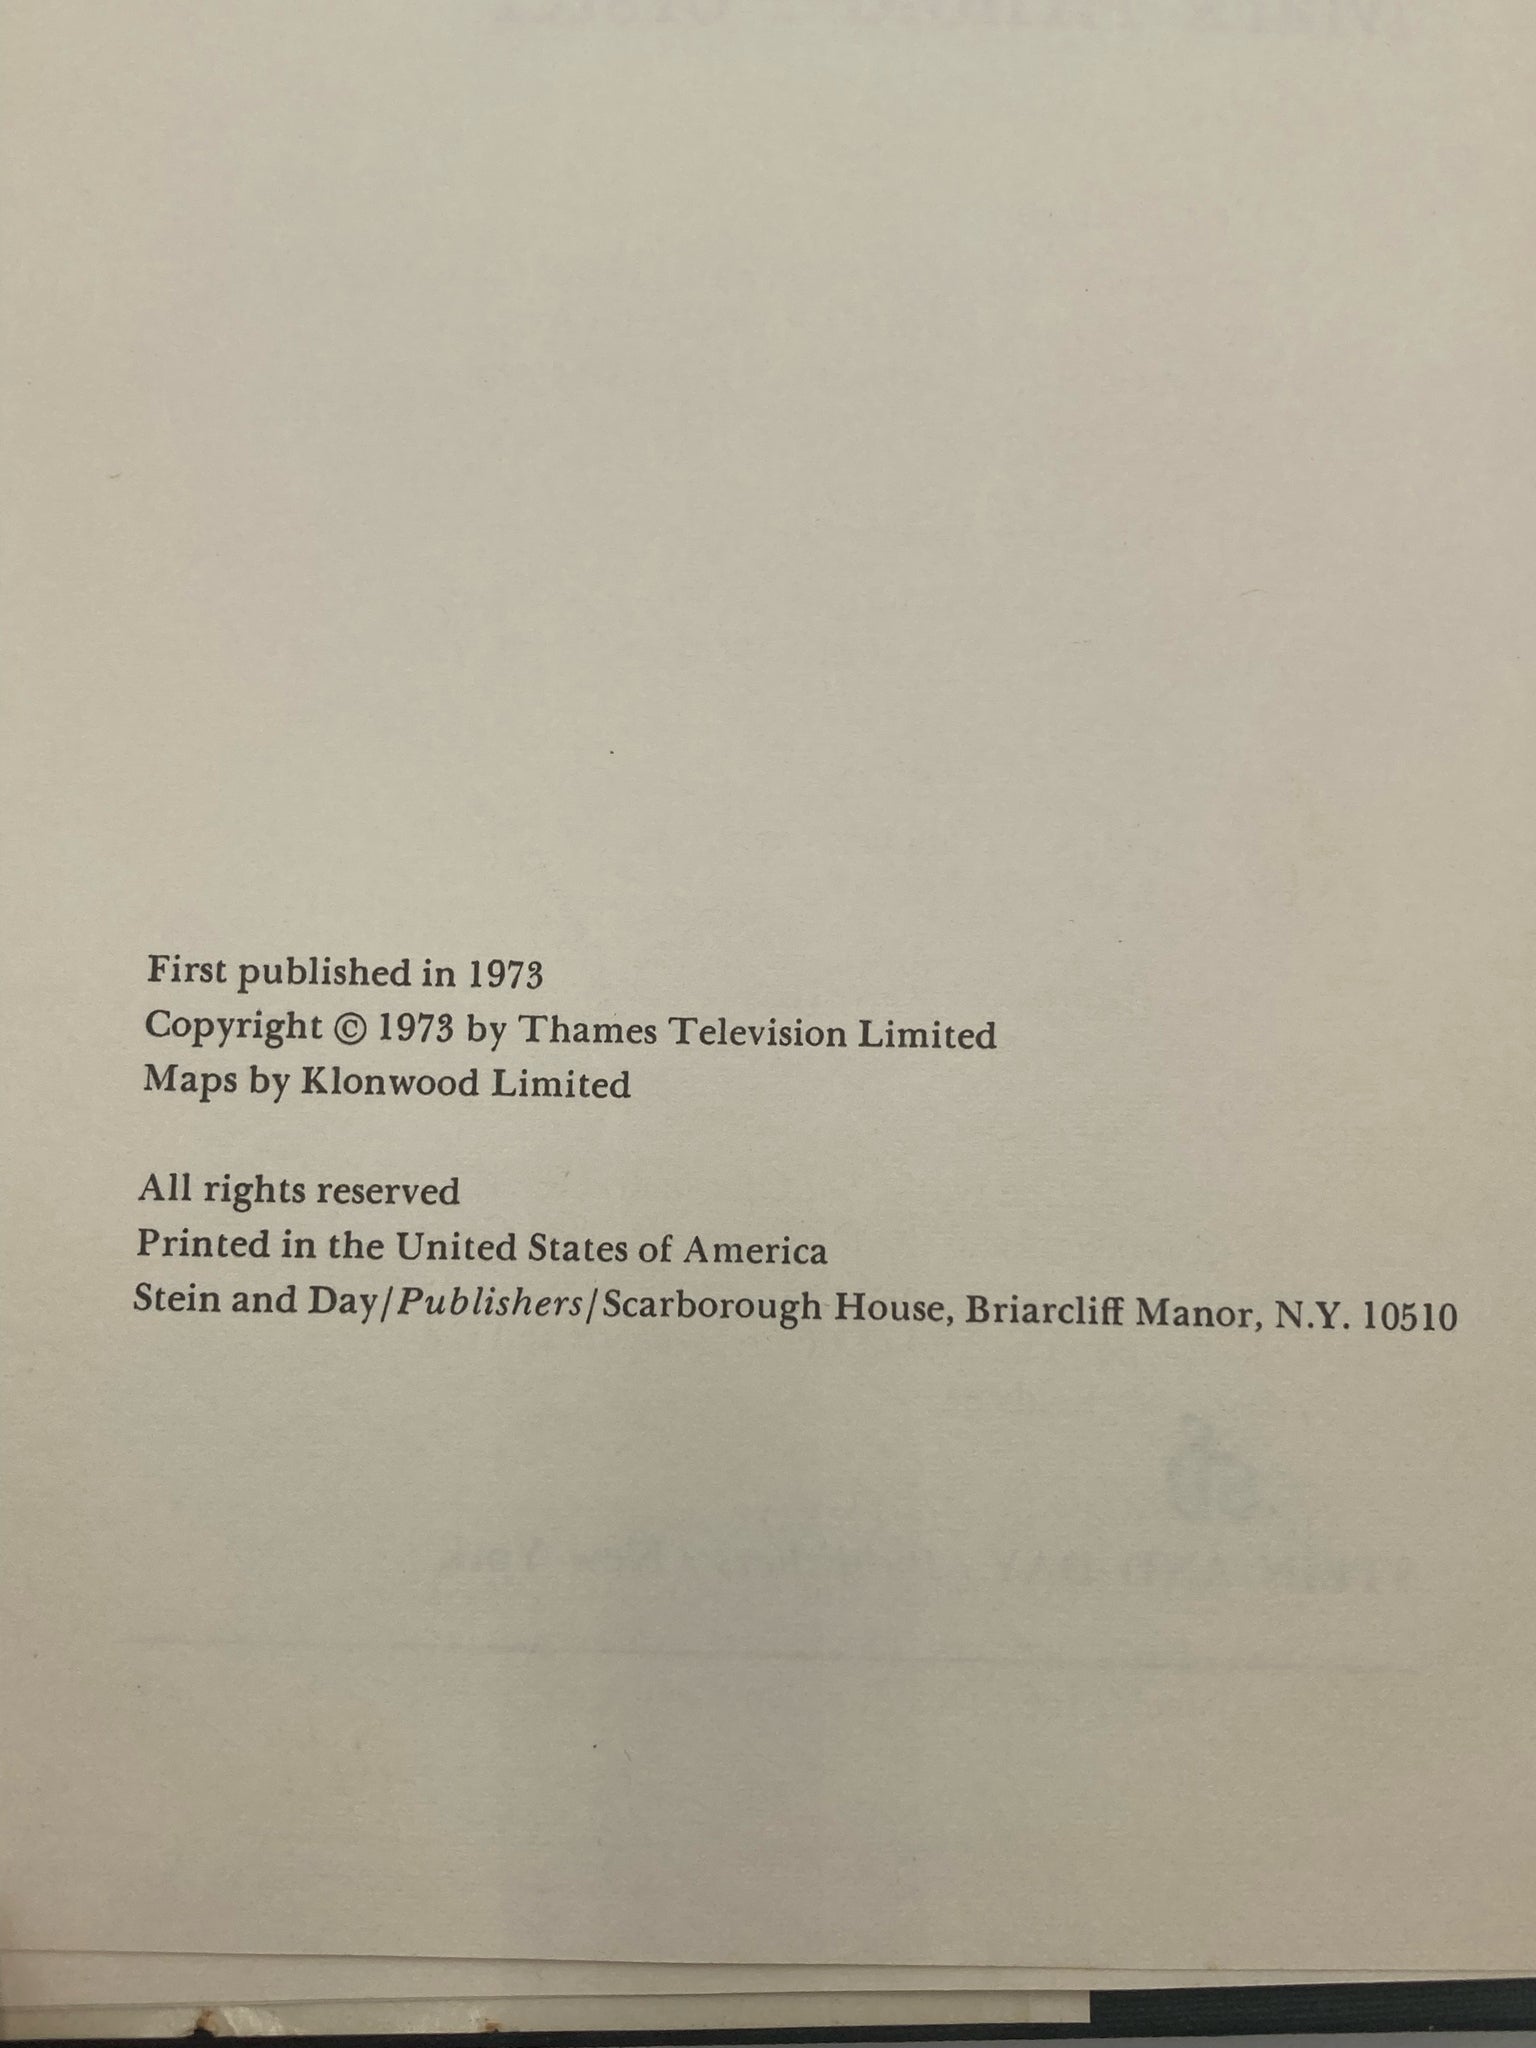 First published in 1973
Copyright © 1973 by Thames Television Limited
Maps by Klonwood Limited
All rights reserved
Printed in the United States of America
Stein and Day/Publishers/Scarborough House, Briarcliff Manor, N.Y. 10510